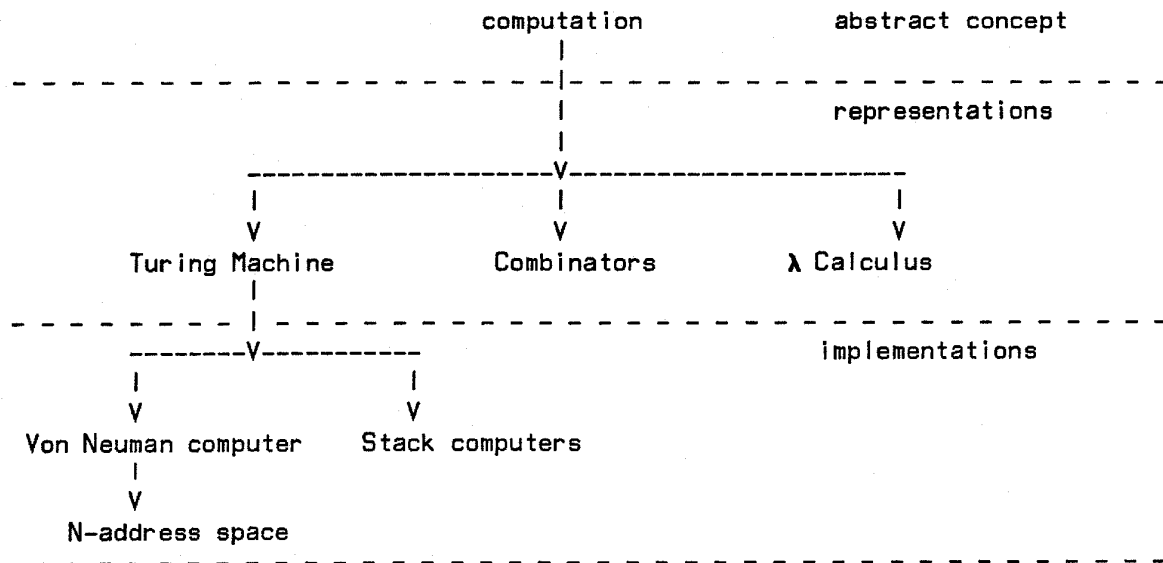 computation abstract concept
representations
Turing Machine Combinators λ Calculus
implementations
Von Neuman computer Stack computers
N-address space